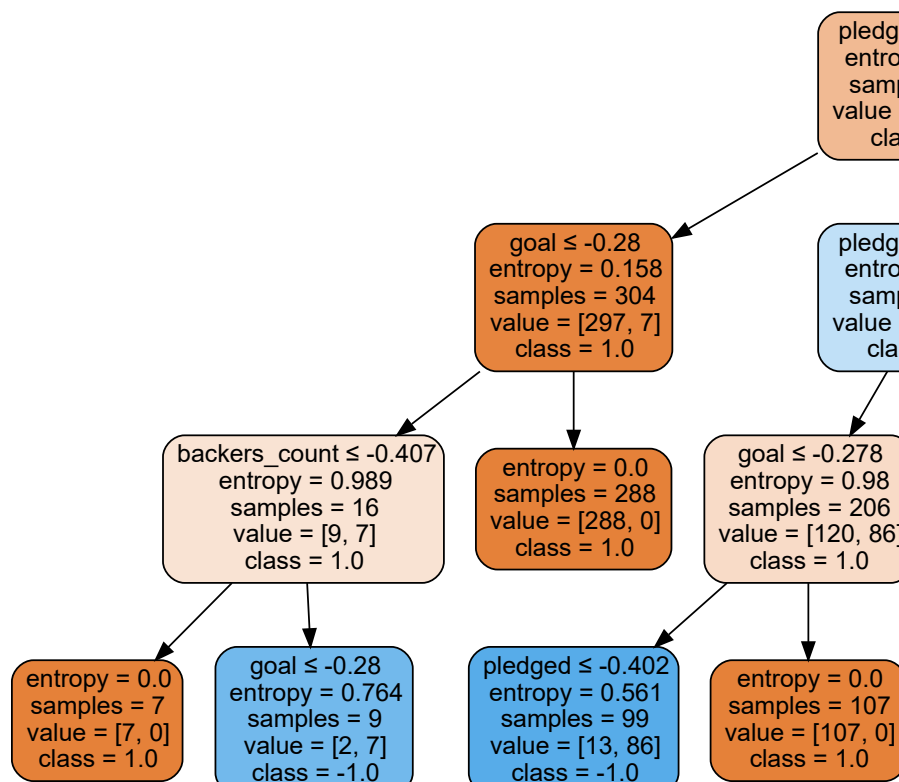 pledg
entro
samp
value
cla
goal ≤ -0.28
entropy = 0.158
samples = 304
value = [297, 7]
class = 1.0
pledg
entro
samp
value
clas
backers_count ≤ -0.407
entropy = 0.989
samples = 16
value = [9, 7]
class = 1.0
entropy = 0.0
samples = 288
value = [288, 0]
class = 1.0
goal ≤ -0.278
entropy = 0.98
samples = 206
value = [120, 86]
class = 1.0
entropy = 0.0
samples = 7
value = [7, 0]
class = 1.0
goal ≤ -0.28
entropy = 0.764
samples = 9
value = [2, 7]
class = -1.0
pledged ≤ -0.402
entropy = 0.561
samples = 99
value = [13, 86]
class = -1.0
entropy = 0.0
samples = 107
value = [107, 0]
class = 1.0